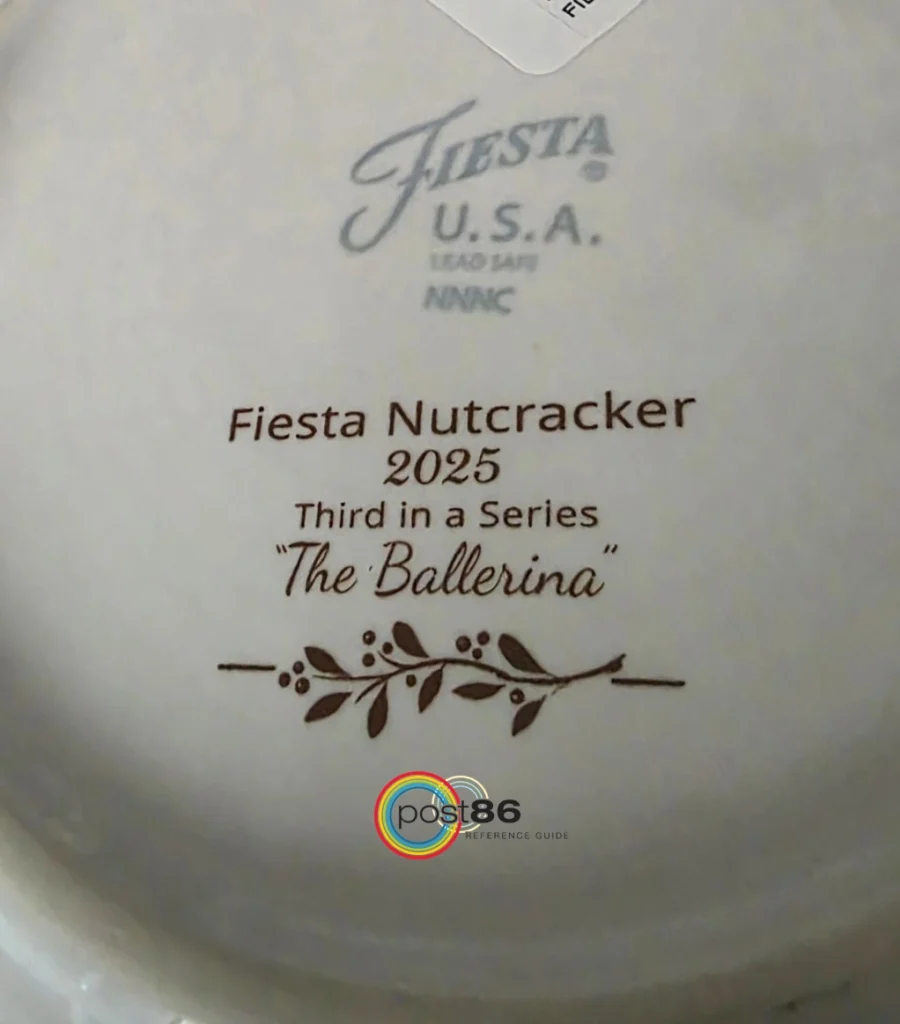 FIESTA®
U.S.A.
LEAD SAFE
NNNC
Fiesta Nutcracker
2025
Third in a Series
"The Ballerina"
post86
REFERENCE GUIDE